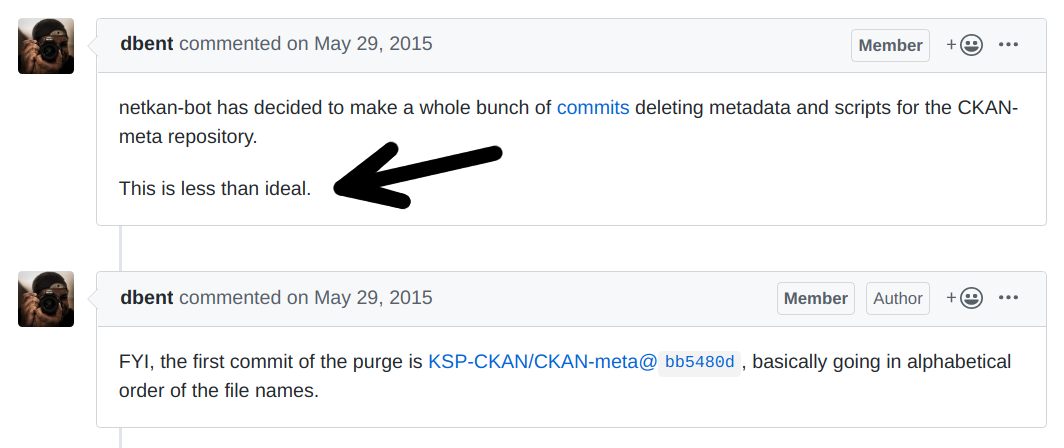 dbent commented on May 29, 2015 Member + •••
netkan-bot has decided to make a whole bunch of commits deleting metadata and scripts for the CKAN-
meta repository.
This is less than ideal.
dbent commented on May 29, 2015 Member Author + •••
FYI, the first commit of the purge is KSP-CKAN/CKAN-meta@ bb5480d, basically going in alphabetical
order of the file names.